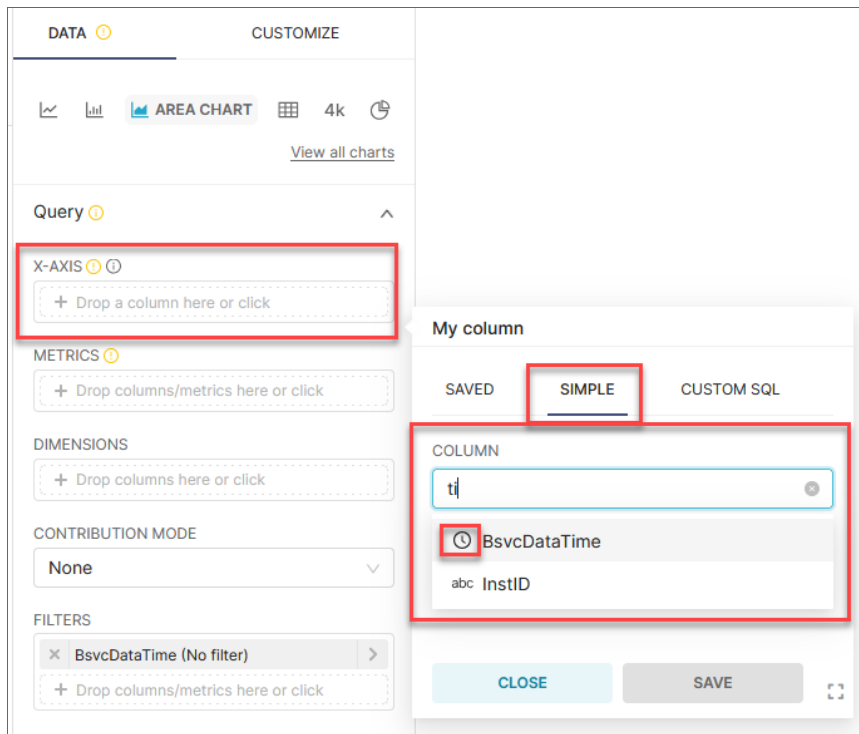 DATA CUSTOMIZE
AREA CHART 4k
View all charts
Query
X-AXIS
+ Drop a column here or click
METRICS
+ Drop columns/metrics here or click
DIMENSIONS
+ Drop columns here or click
CONTRIBUTION MODE
None
FILTERS
BsvcDataTime (No filter)
+ Drop columns/metrics here or click
My column
SAVED SIMPLE CUSTOM SQL
COLUMN
ti
BsvcDataTime
abc InstID
CLOSE SAVE